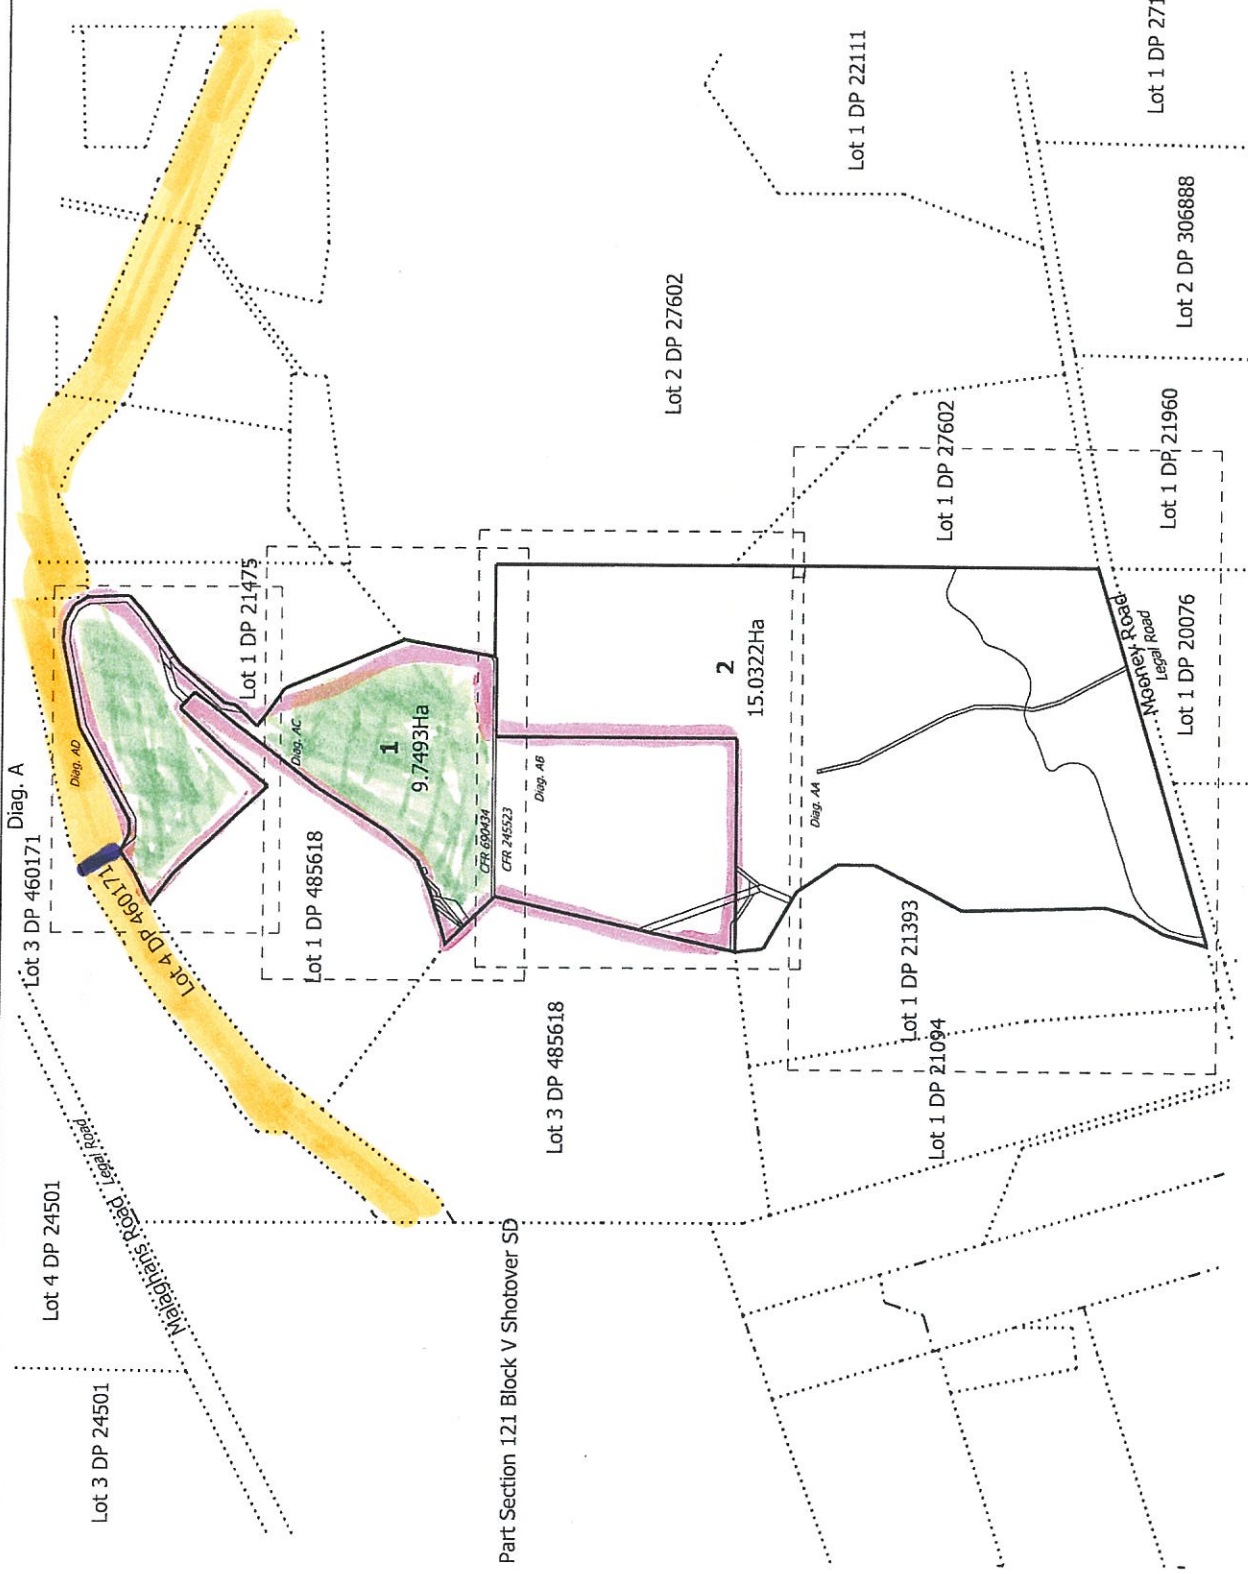 Diag. A
Lot 3 DP 460171
Lot 4 DP 24501
Lot 3 DP 24501
Malaghans Road
Legal Road
Lot 4 DP 460171
Diag. AD
Lot 1 DP 21475
Lot 1 DP 485618
Diag. AC
1
9.7493Ha
CFR 690434
CFR 245523
Diag. AB
Lot 3 DP 485618
Part Section 121 Block V Shotover SD
2
15.0322Ha
Diag. AA
Lot 2 DP 27602
Lot 1 DP 22111
Lot 1 DP 27602
Lot 1 DP 21393
Lot 1 DP 21094
Mooney Road
Legal Road
Lot 1 DP 20076
Lot 1 DP 21960
Lot 2 DP 306888
Lot 1 DP 271